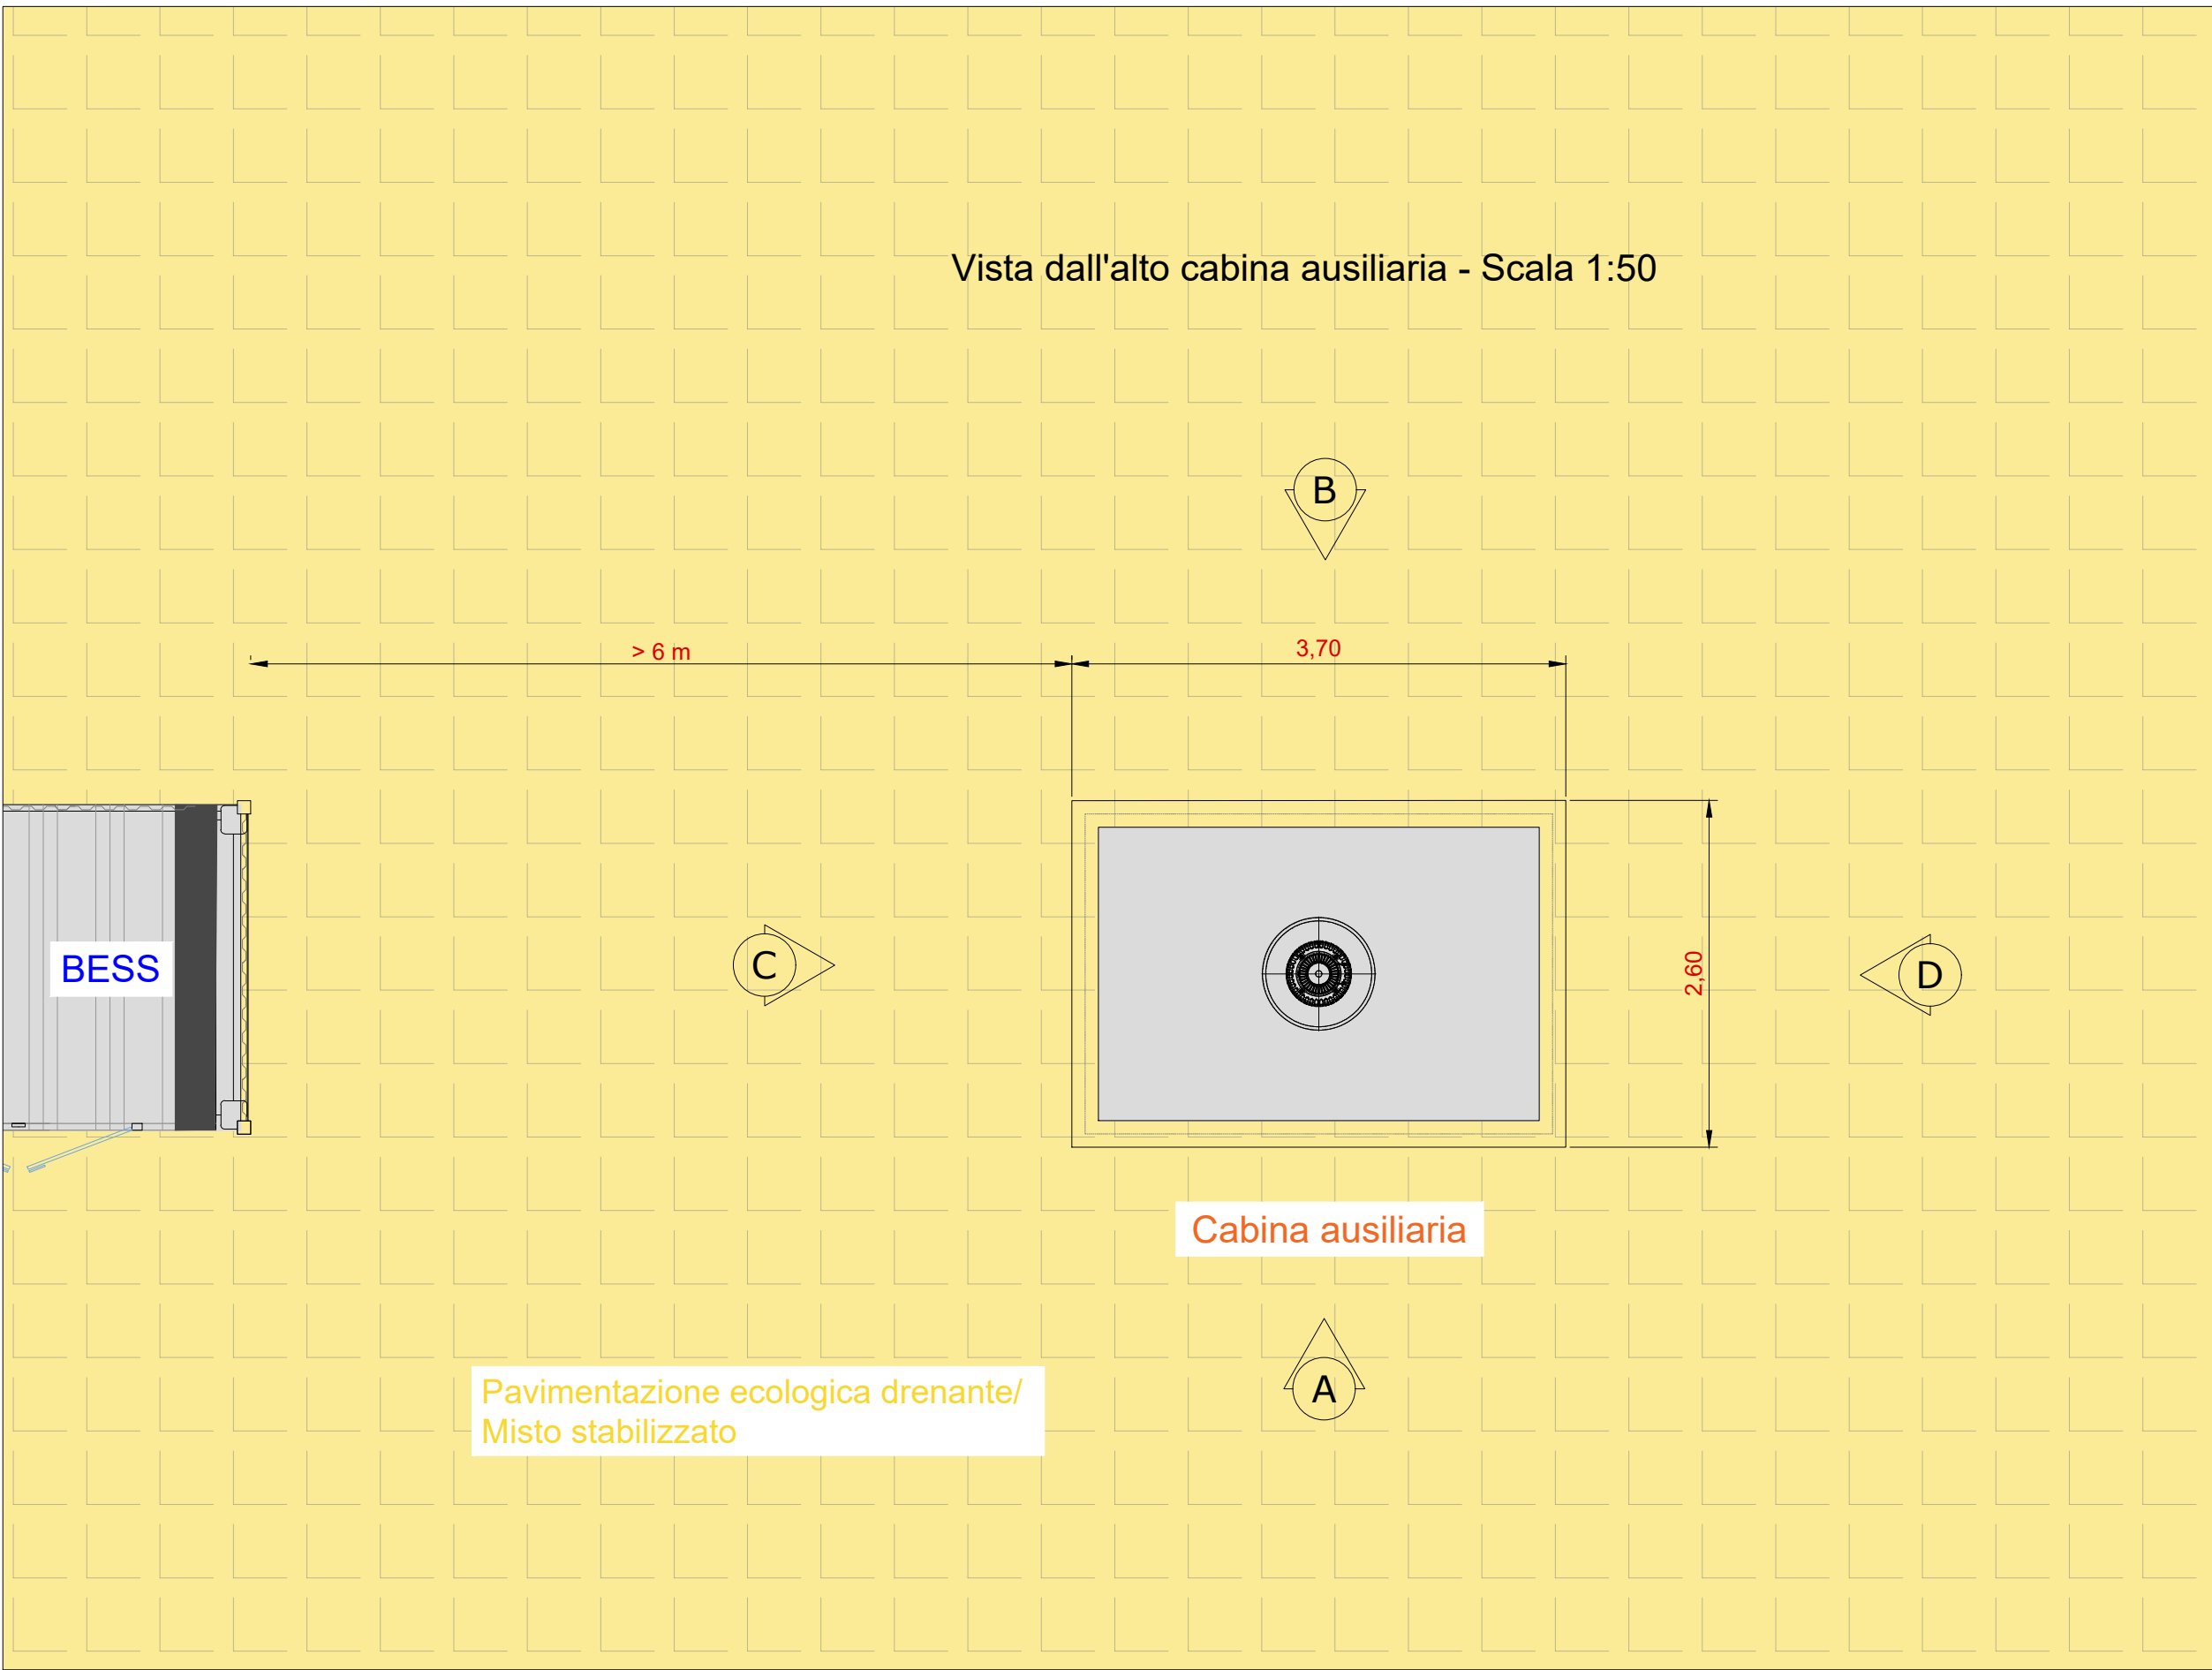 Vista dall'alto cabina ausiliaria - Scala 1:50
B
> 6 m
3,70
BESS
C
2,60
D
Cabina ausiliaria
A
Pavimentazione ecologica drenante/
Misto stabilizzato